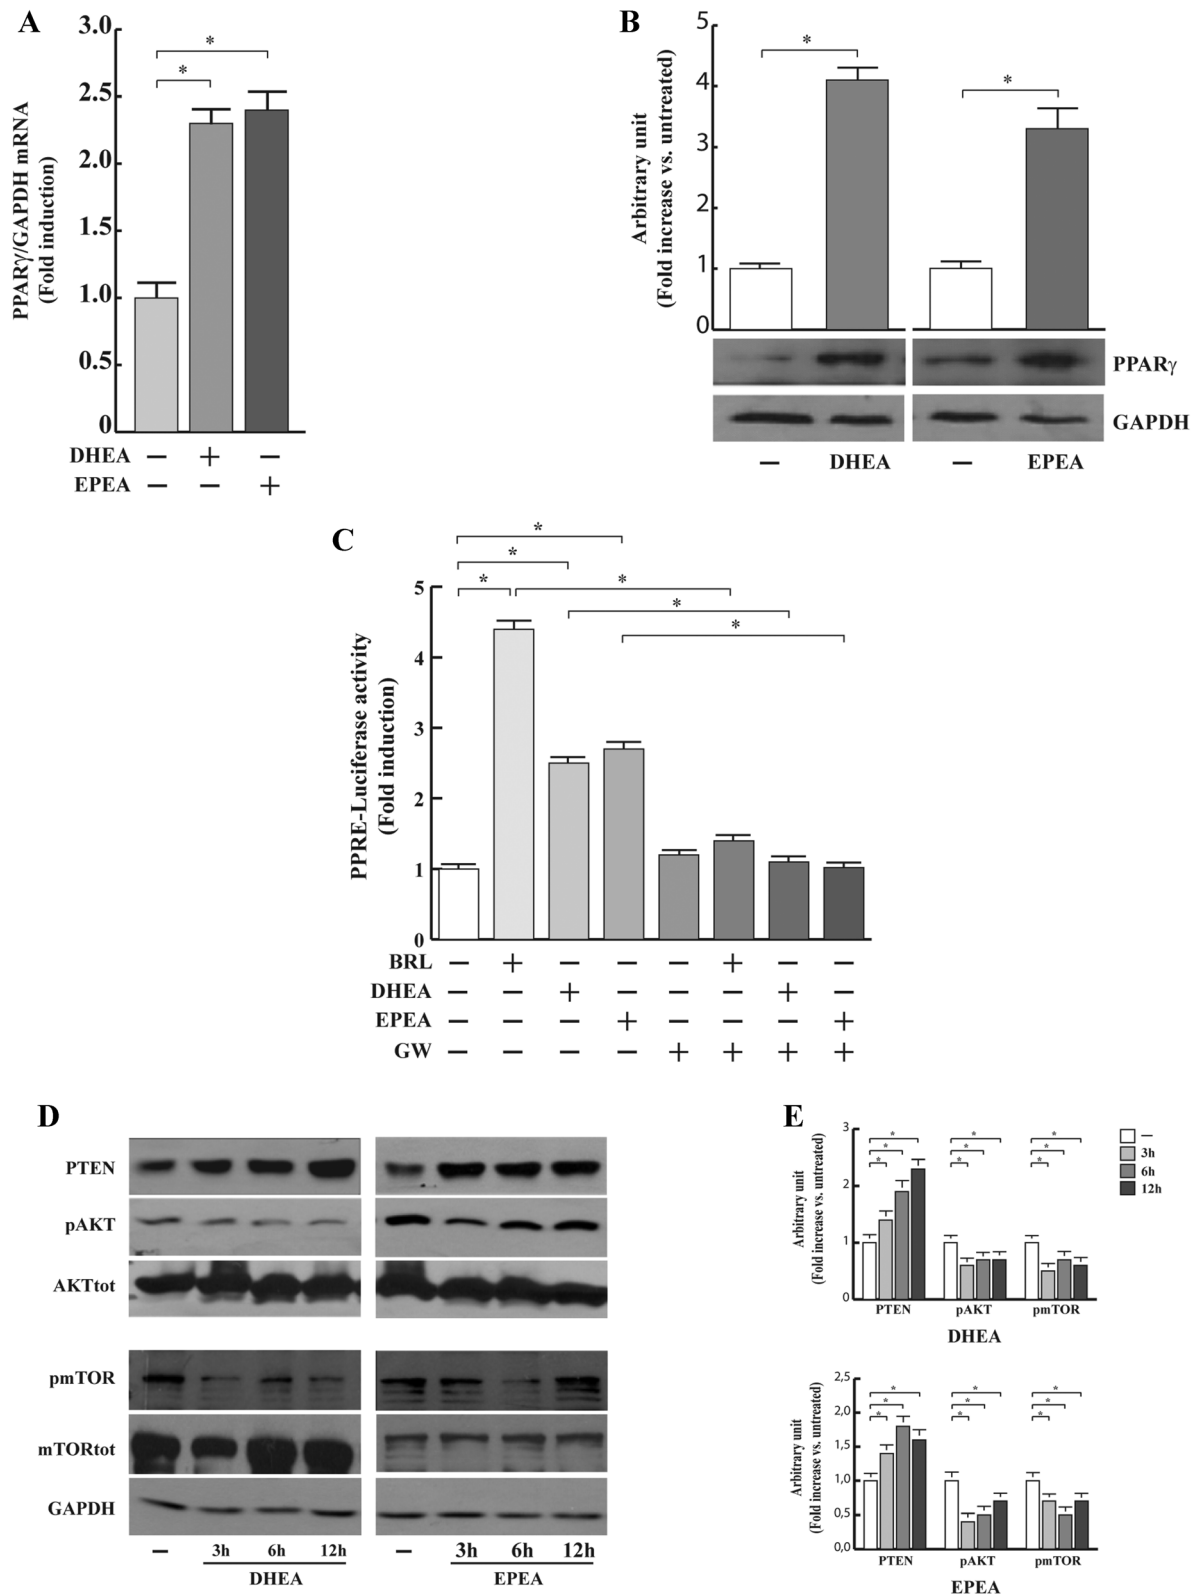 A
3.0
2.5
2.0
1.5
1.0
0.5
0
PPARγ/GAPDH mRNA
(Fold induction)
*
*
DHEA − + −
EPEA − − +
B
5
4
3
2
1
0
Arbitrary unit
(Fold increase vs. untreated)
*
*
PPARγ
GAPDH
− DHEA − EPEA
C
*
*
* *
*
*
5
4
3
2
1
0
PPRE-Luciferase activity
(Fold induction)
BRL − + − − − + − −
DHEA − − + − − − + −
EPEA − − − + − − − +
GW − − − − + + + +
D
PTEN
pAKT
AKTtot
pmTOR
mTORtot
GAPDH
− 3h 6h 12h − 3h 6h 12h
DHEA EPEA
E
3
2
1
0
Arbitrary unit
(Fold increase vs. untreated)
* * *
* * *
* * *
−
3h
6h
12h
PTEN pAKT pmTOR
DHEA
2,5
2,0
1,5
1,0
0,5
0,0
Arbitrary unit
(Fold increase vs. untreated)
* * *
* * *
* * *
PTEN pAKT pmTOR
EPEA